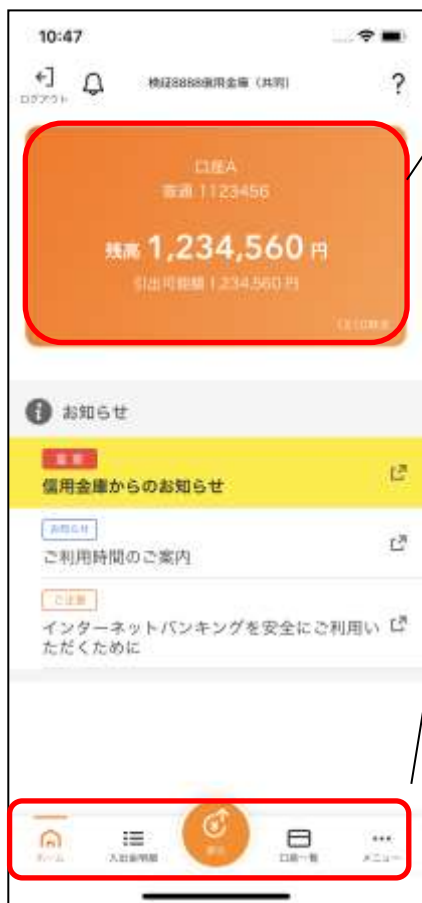 10:47
ログアウト
検証8888信用金庫（共同）
?
口座A
普通 1123456
残高 1,234,560 円
引出可能額 1,234,560 円
お知らせ
重要
信用金庫からのお知らせ
お知らせ
ご利用時間のご案内
ご注意
インターネットバンキングを安全にご利用い
ただくために
ホーム
入出金明細
口座一覧
メニュー